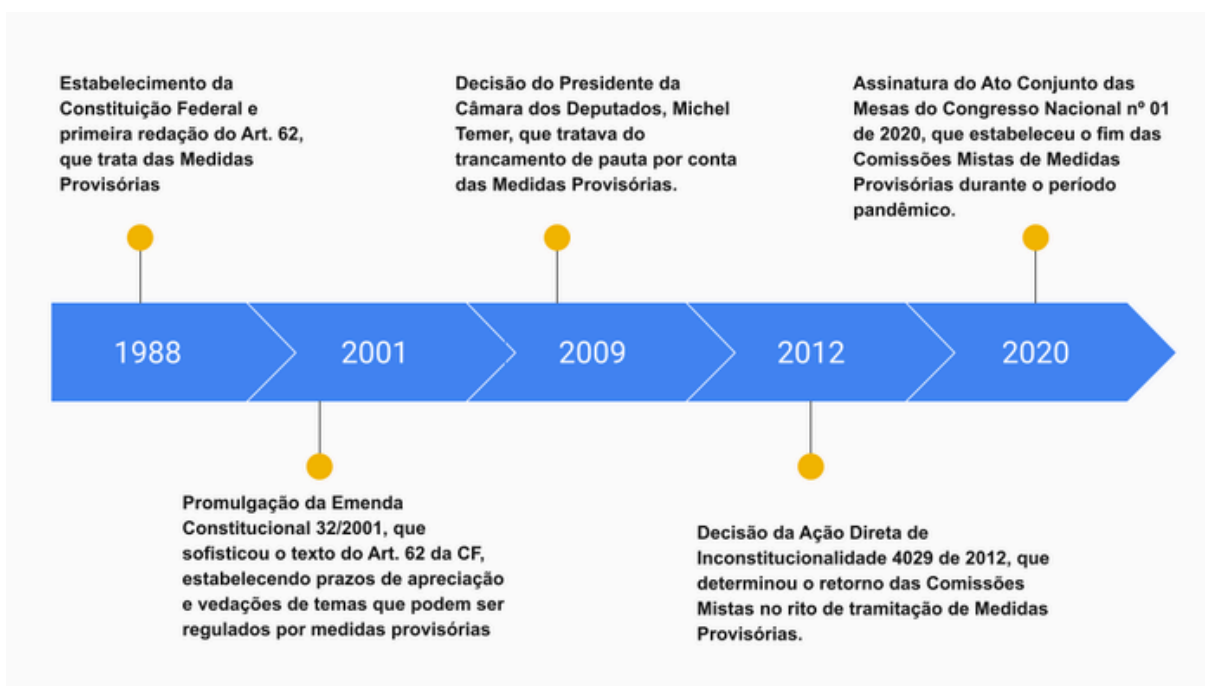 Estabelecimento da
Constituição Federal e
primeira redação do Art. 62,
que trata das Medidas
Provisórias
Decisão do Presidente da
Câmara dos Deputados, Michel
Temer, que tratava do
trancamento de pauta por conta
das Medidas Provisórias.
Assinatura do Ato Conjunto das
Mesas do Congresso Nacional nº 01
de 2020, que estabeleceu o fim das
Comissões Mistas de Medidas
Provisórias durante o período
pandêmico.
1988
2001
2009
2012
2020
Promulgação da Emenda
Constitucional 32/2001, que
sofisticou o texto do Art. 62 da CF,
estabelecendo prazos de apreciação
e vedações de temas que podem ser
regulados por medidas provisórias
Decisão da Ação Direta de
Inconstitucionalidade 4029 de 2012, que
determinou o retorno das Comissões
Mistas no rito de tramitação de Medidas
Provisórias.